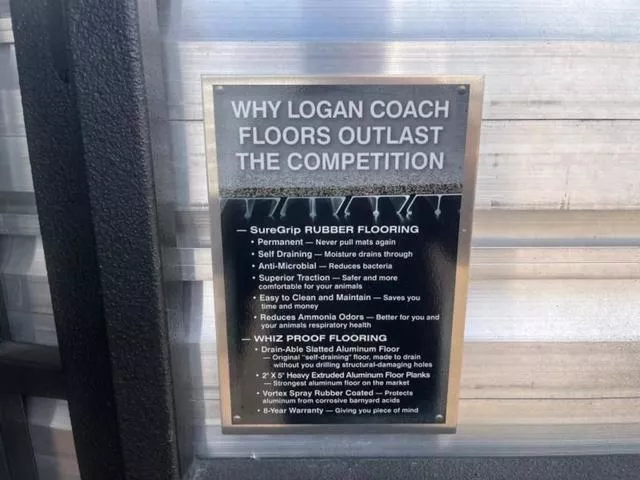 WHY LOGAN COACH
FLOORS OUTLAST
THE COMPETITION
— SureGrip RUBBER FLOORING
• Permanent — Never pull mats again
• Self Draining — Moisture drains through
• Anti-Microbial — Reduces bacteria
• Superior Traction — Safer and more
comfortable for your animals
• Easy to Clean and Maintain — Saves you
time and money
• Reduces Ammonia Odors — Better for you and
your animals respiratory health
— WHIZ PROOF FLOORING
• Drain-Able Slatted Aluminum Floor
— Original "self-draining" floor, made to drain
without you drilling structural-damaging holes
• 2" X 5" Heavy Extruded Aluminum Floor Planks
— Strongest aluminum floor on the market
• Vortex Spray Rubber Coated — Protects
aluminum from corrosive barnyard acids
• 8-Year Warranty — Giving you piece of mind